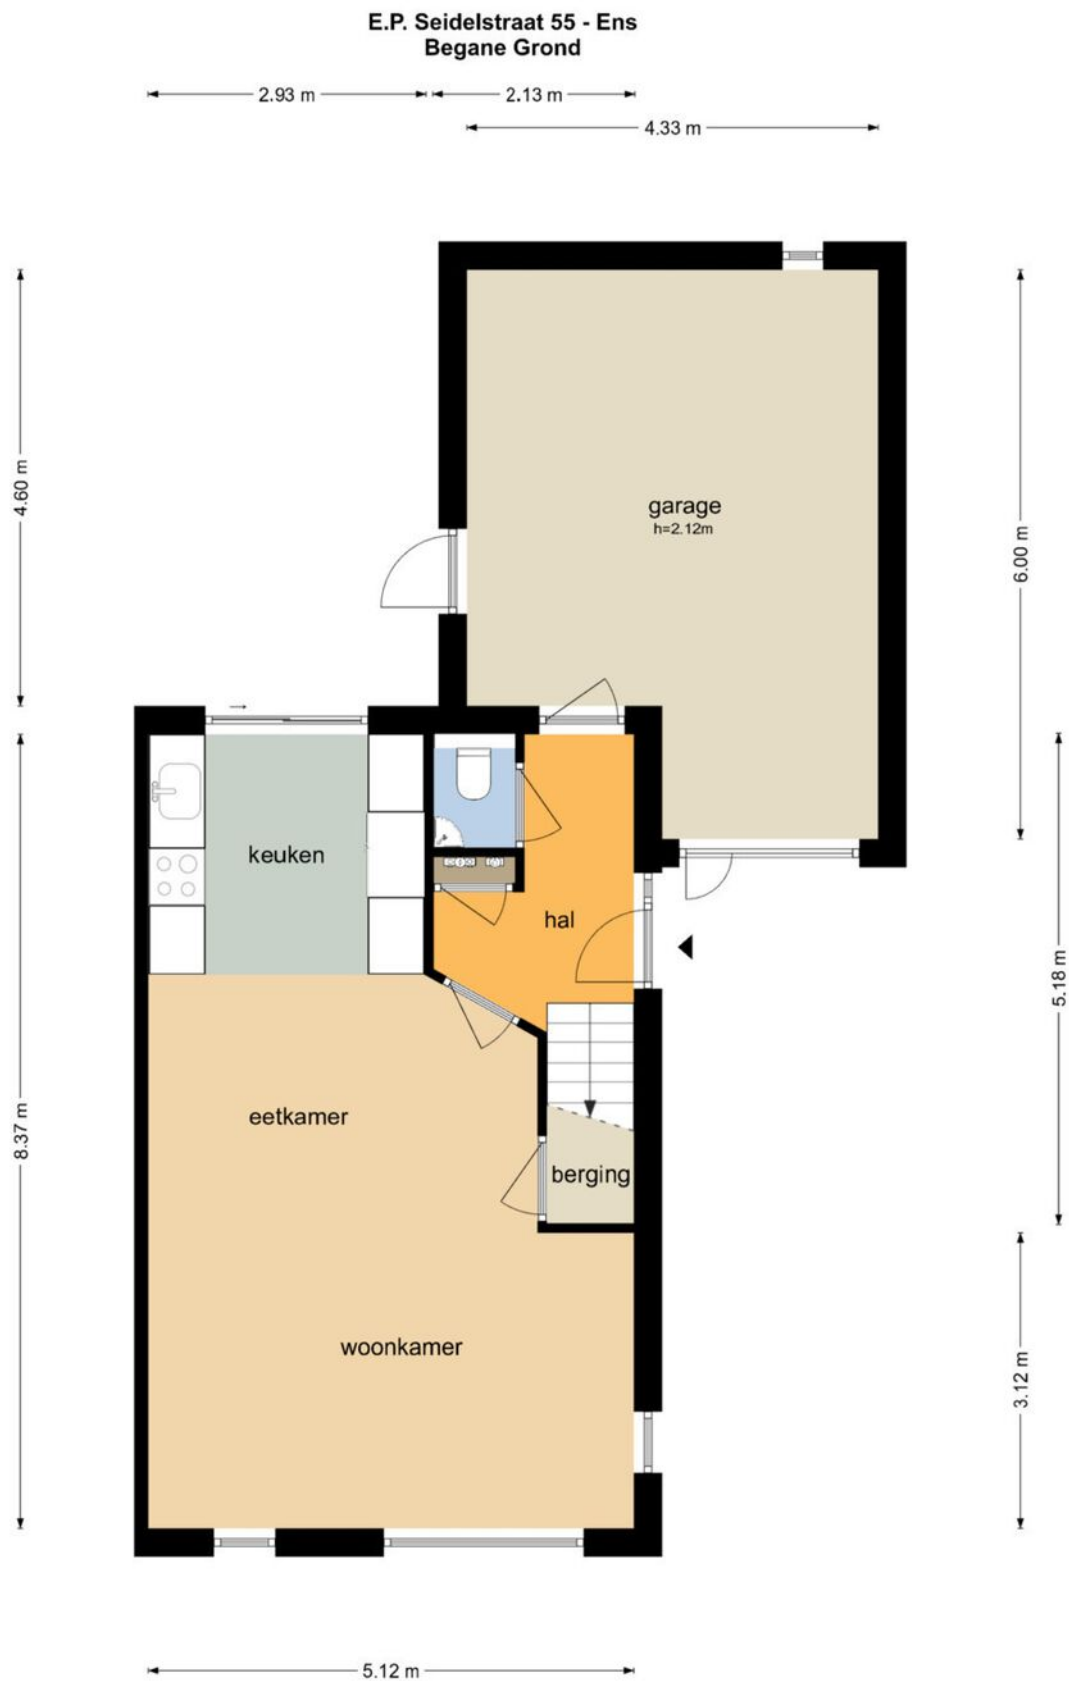 E.P. Seidelstraat 55 - Ens
Begane Grond
2.93 m
2.13 m
4.33 m
4.60 m
garage
h=2.12m
6.00 m
keuken
hal
5.18 m
eetkamer
8.37 m
berging
woonkamer
3.12 m
5.12 m